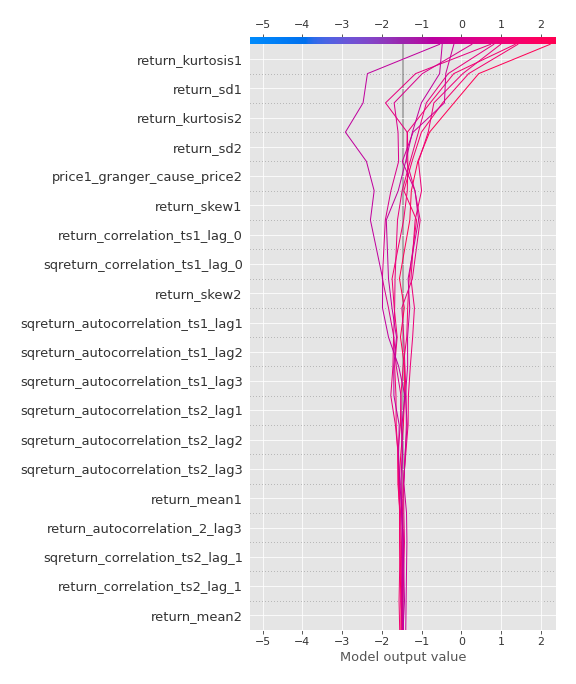 −5 −4 −3 −2 −1 0 1 2
return_kurtosis1
return_sd1
return_kurtosis2
return_sd2
price1_granger_cause_price2
return_skew1
return_correlation_ts1_lag_0
sqreturn_correlation_ts1_lag_0
return_skew2
sqreturn_autocorrelation_ts1_lag1
sqreturn_autocorrelation_ts1_lag2
sqreturn_autocorrelation_ts1_lag3
sqreturn_autocorrelation_ts2_lag1
sqreturn_autocorrelation_ts2_lag2
sqreturn_autocorrelation_ts2_lag3
return_mean1
return_autocorrelation_2_lag3
sqreturn_correlation_ts2_lag_1
return_correlation_ts2_lag_1
return_mean2
−5 −4 −3 −2 −1 0 1 2
Model output value